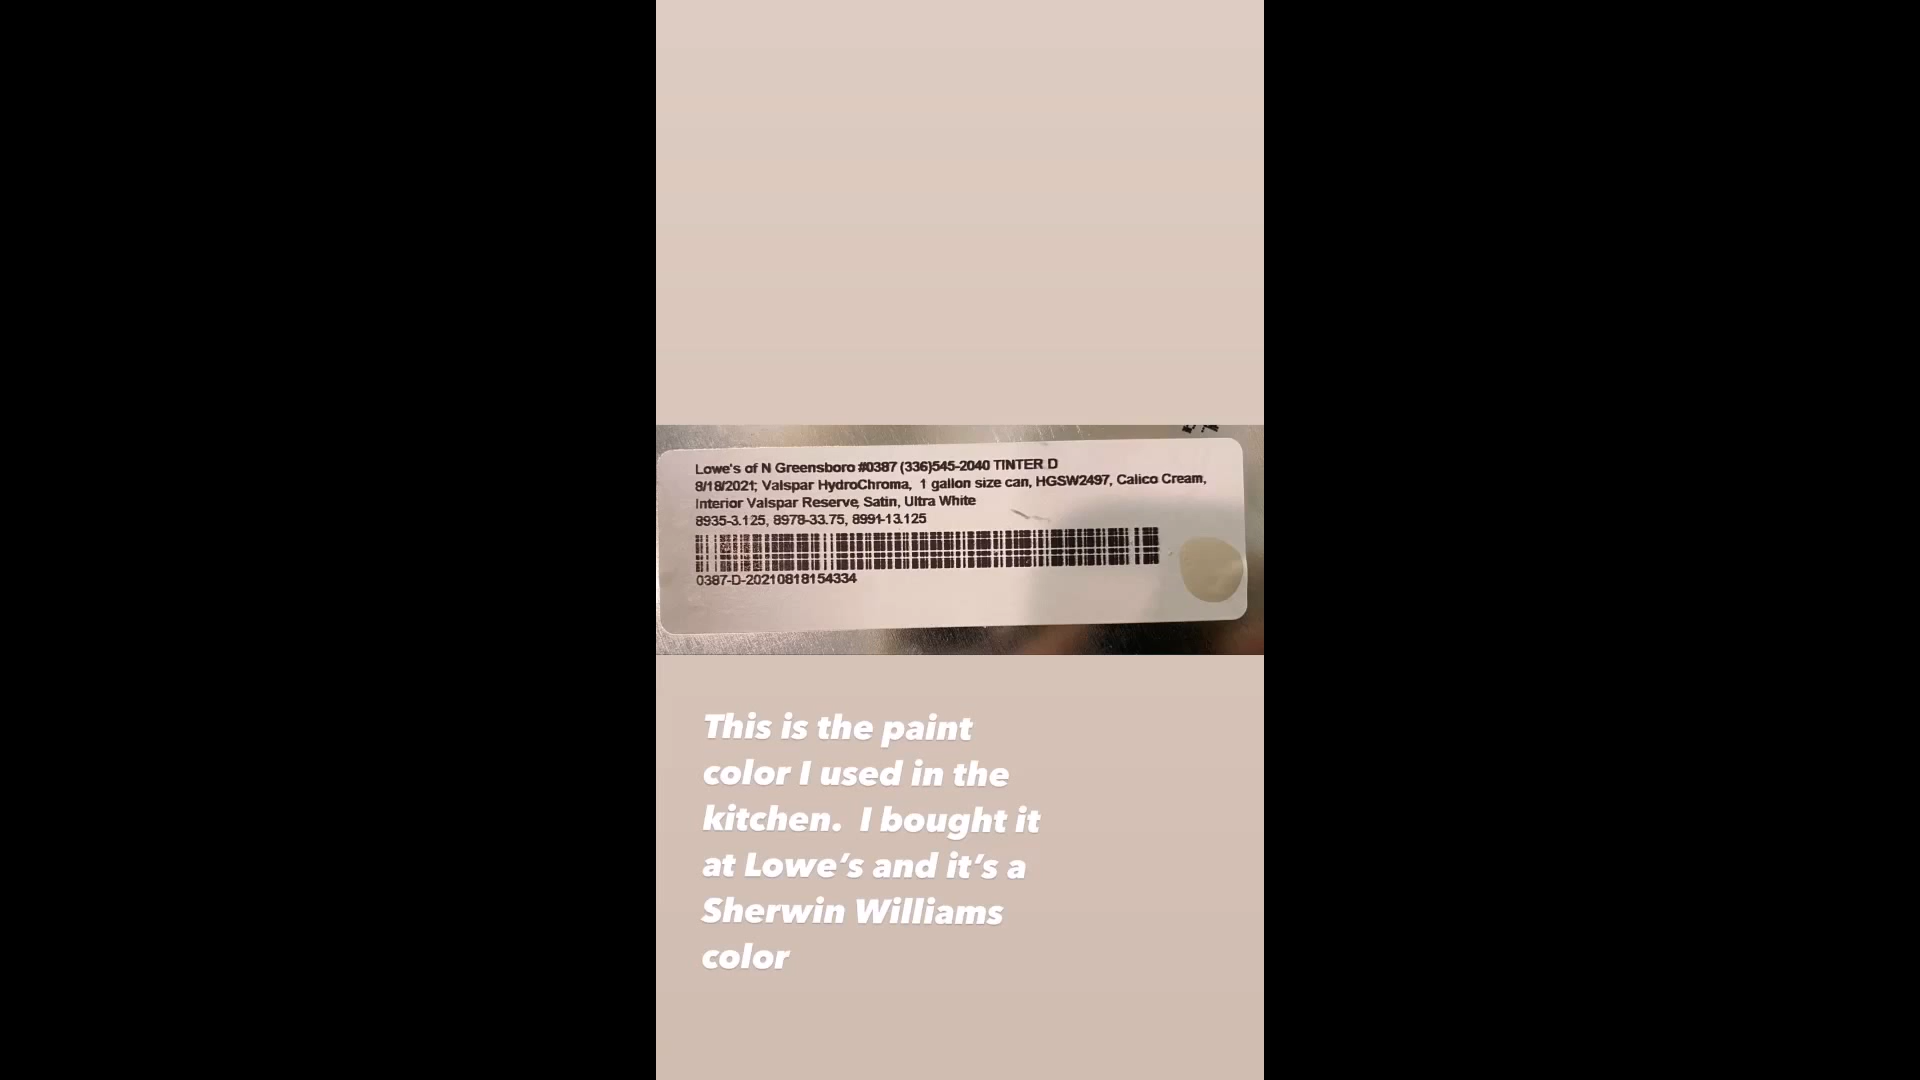 Lowe's of N Greensboro #0387 (336)545-2040 TINTER D
8/18/2021, Valspar HydroChroma, 1 gallon size can, HGSW2497, Calico Cream,
Interior Valspar Reserve, Satin, Ultra White
8935-3.125, 8978-33.75, 8991-13.125
0387-D-20210818154334
This is the paint
color I used in the
kitchen. I bought it
at Lowe’s and it’s a
Sherwin Williams
color